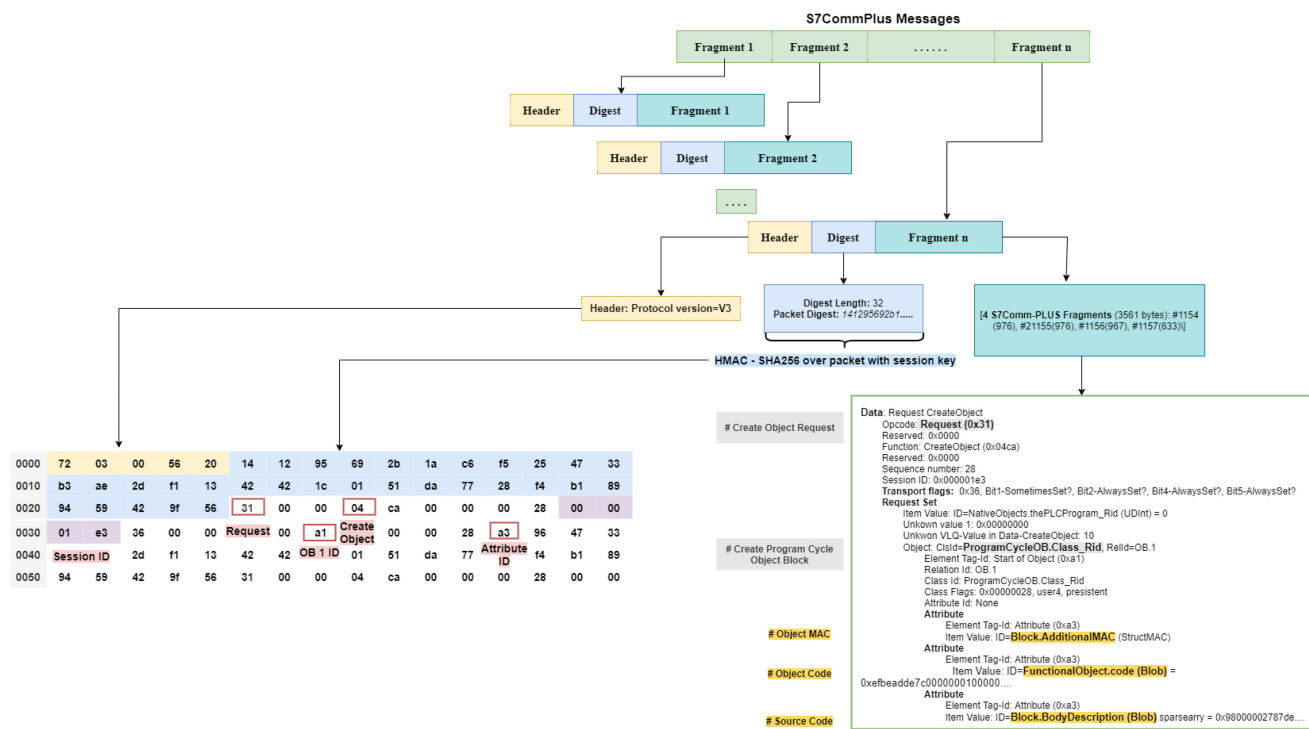 S7CommPlus Messages
Fragment 1 Fragment 2 . . . . . . Fragment n
Header Digest Fragment 1
Header Digest Fragment 2
. . . .
Header Digest Fragment n
Header: Protocol version=V3
Digest Length: 32
Packet Digest: 141295692b1.....
[4 S7Comm-PLUS Fragments (3561 bytes): #1154
(976), #21155(976), #1156(967), #1157(633)\]
HMAC - SHA256 over packet with session key
0000 72 03 00 56 20 14 12 95 69 2b 1a c6 f5 25 47 33
0010 b3 ae 2d f1 13 42 42 1c 01 51 da 77 28 f4 b1 89
0020 94 59 42 9f 56 31 00 00 04 ca 00 00 00 28 00 00
0030 01 e3 36 00 00 Request 00 a1 Create Object 00 00 28 a3 96 47 33
0040 Session ID 2d f1 13 42 42 OB 1 ID 01 51 da 77 Attribute ID f4 b1 89
0050 94 59 42 9f 56 31 00 00 04 ca 00 00 00 28 00 00
# Create Object Request
# Create Program Cycle
Object Block
# Object MAC
# Object Code
# Source Code
Data: Request CreateObject
Opcode: Request (0x31)
Reserved: 0x0000
Function: CreateObject (0x04ca)
Reserved: 0x0000
Sequence number: 28
Session ID: 0x000001e3
Transport flags: 0x36, Bit1-SometimesSet?, Bit2-AlwaysSet?, Bit4-AlwaysSet?, Bit5-AlwaysSet?
Request Set
Item Value: ID=NativeObjects.thePLCProgram_Rid (UDInt) = 0
Unkown value 1: 0x00000000
Unkwon VLQ-Value in Data-CreateObject: 10
Object: ClsId=ProgramCycleOB.Class_Rid, RelId=OB.1
Element Tag-Id: Start of Object (0xa1)
Relation Id: OB.1
Class Id: ProgramCycleOB.Class_Rid
Class Flags: 0x00000028, user4, presistent
Attribute Id: None
Attribute
Element Tag-Id: Attribute (0xa3)
Item Value: ID=Block.AdditionalMAC (StructMAC)
Attribute
Element Tag-Id: Attribute (0xa3)
Item Value: ID=FunctionalObject.code (Blob) =
0xefbeadde7c0000000100000....
Attribute
Element Tag-Id: Attribute (0xa3)
Item Value: ID=Block.BodyDescription (Blob) sparsearry = 0x98000002787de....